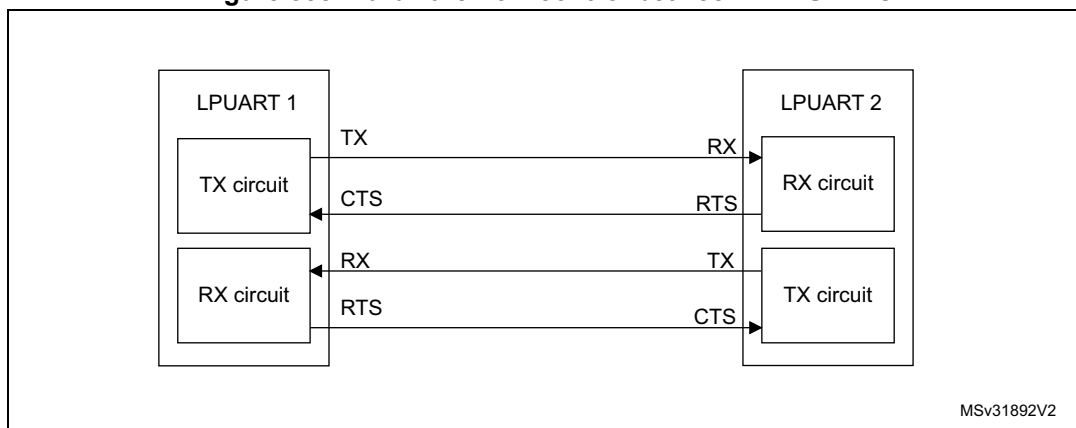 LPUART 1
LPUART 2
TX
RX
TX circuit
RX circuit
CTS
RTS
RX
TX
RX circuit
TX circuit
RTS
CTS
MSv31892V2